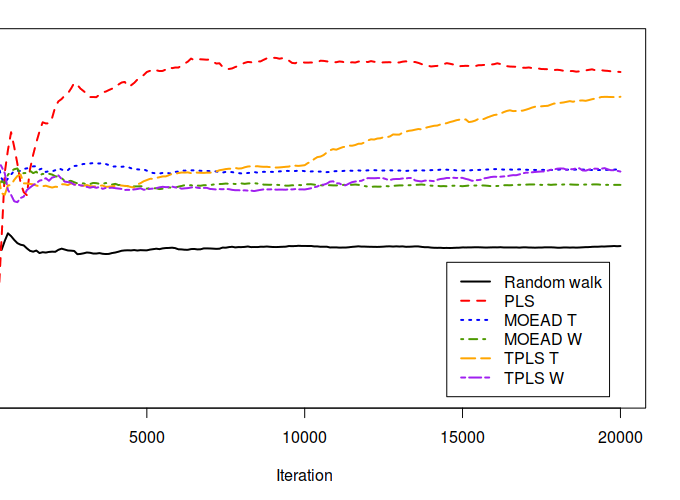 Random walk
PLS
MOEAD T
MOEAD W
TPLS T
TPLS W
5000 10000 15000 20000
Iteration